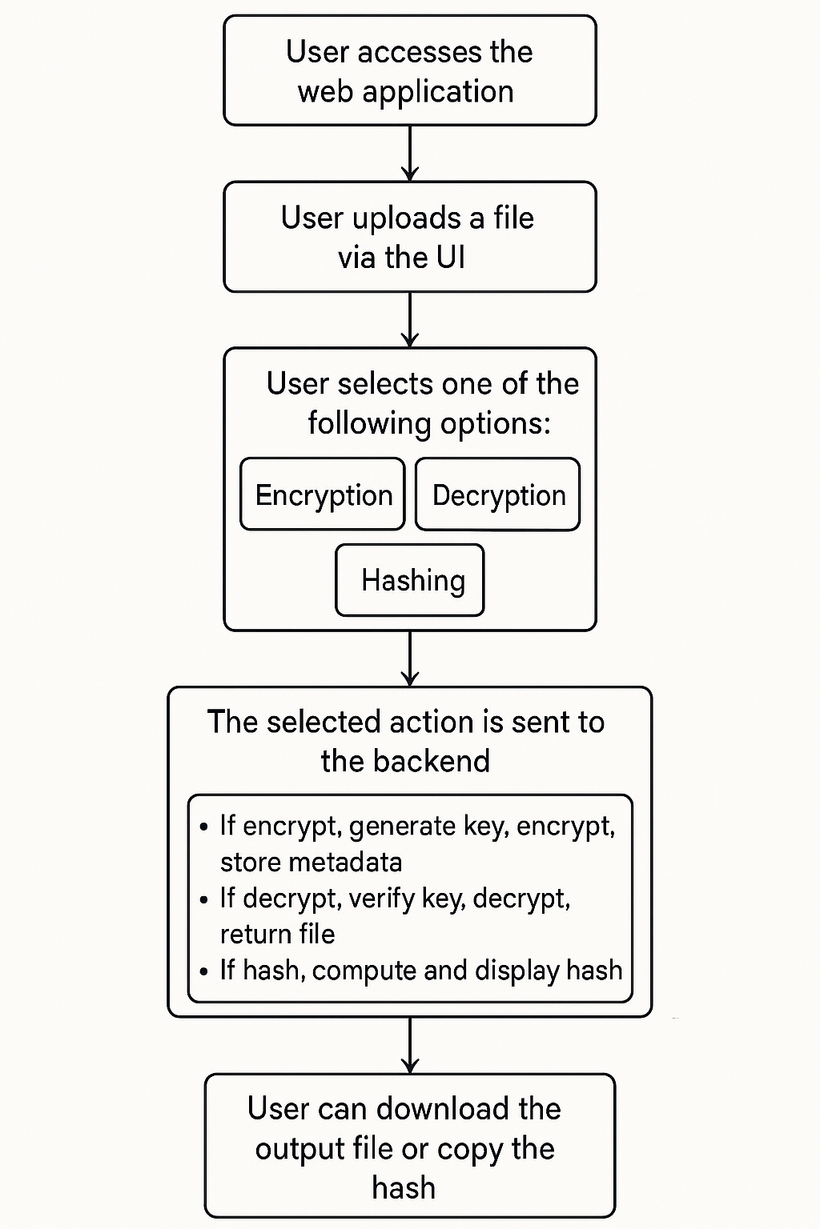 User accesses the
web application
User uploads a file
via the UI
User selects one of the
following options:
Encryption
Decryption
Hashing
The selected action is sent to
the backend
• If encrypt, generate key, encrypt,
store metadata
• If decrypt, verify key, decrypt,
return file
• If hash, compute and display hash
User can download the
output file or copy the
hash